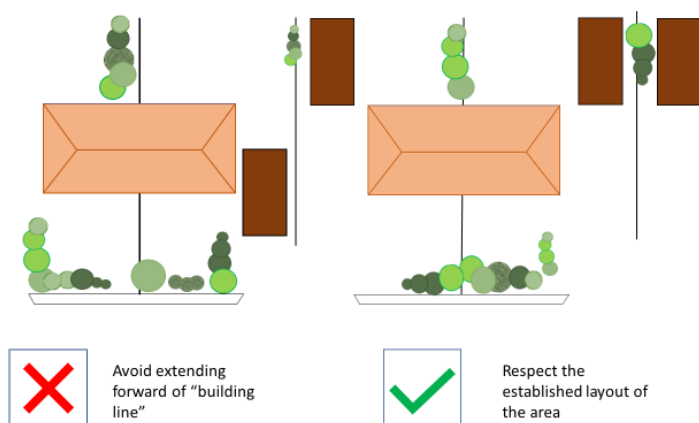 Avoid extending
forward of “building
line”
Respect the
established layout of
the area